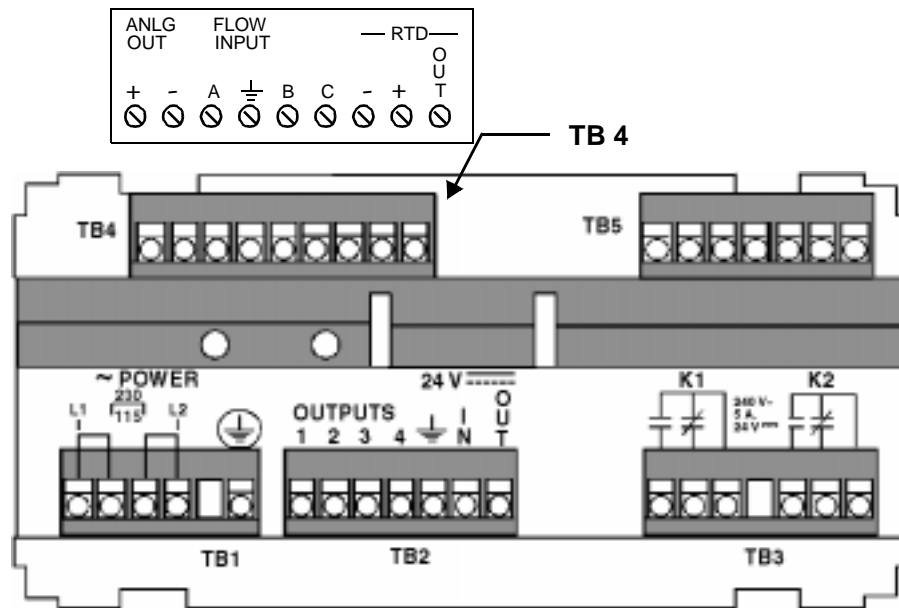 ANLG FLOW — RTD—
OUT INPUT OUT
+ - A B C - +
TB 4
TB4 TB5
~ POWER
230
115
L1 L2
24 V
OUTPUTS IN OUT
1 2 3 4
K1 K2
240 V~
5 A.
24 V
TB1 TB2 TB3